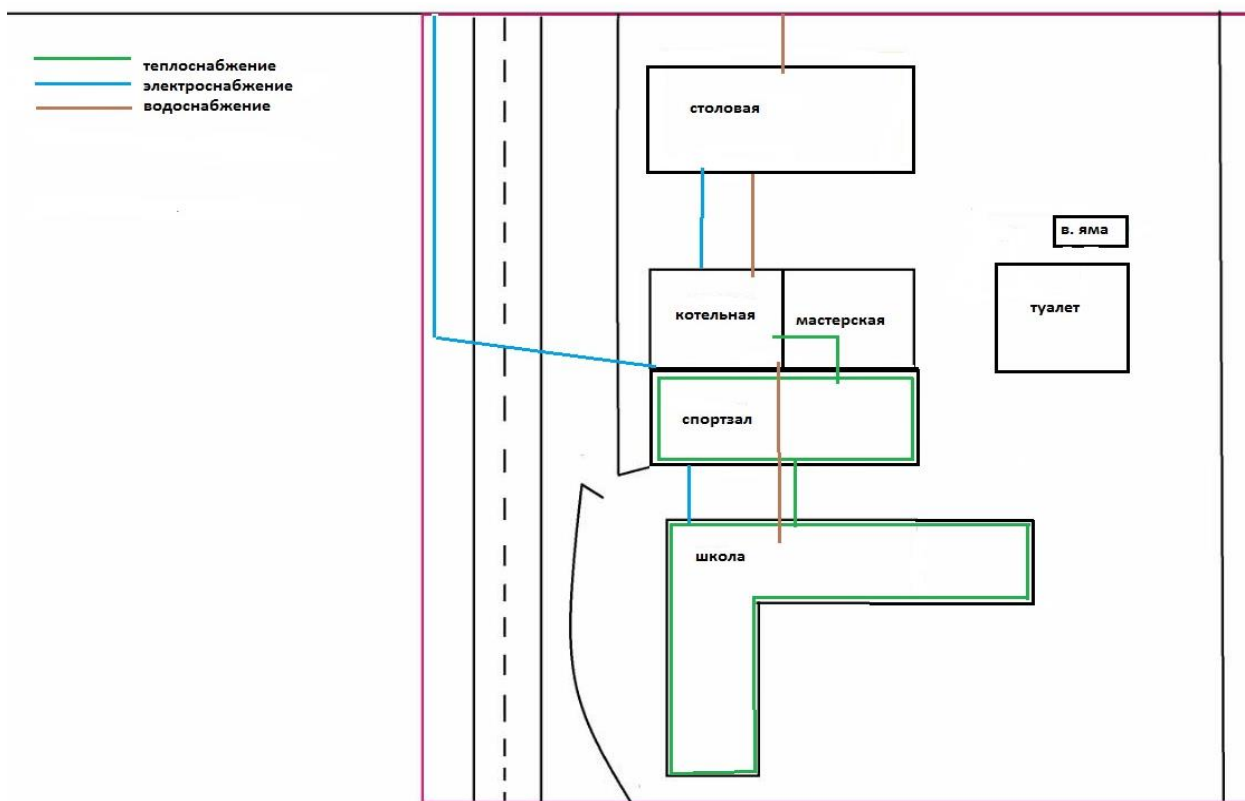 теплоснабжение
электроснабжение
водоснабжение
столовая
в. яма
туалет
котельная
мастерская
спортзал
школа